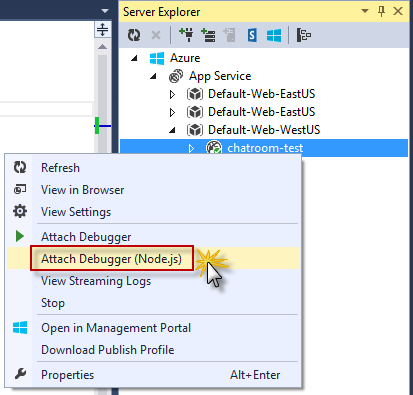 Server Explorer
Azure
App Service
Default-Web-EastUS
Default-Web-EastUS
Default-Web-WestUS
chatroom-test
Refresh
View in Browser
View Settings
Attach Debugger
Attach Debugger (Node.js)
View Streaming Logs
Stop
Open in Management Portal
Download Publish Profile
Properties Alt+Enter